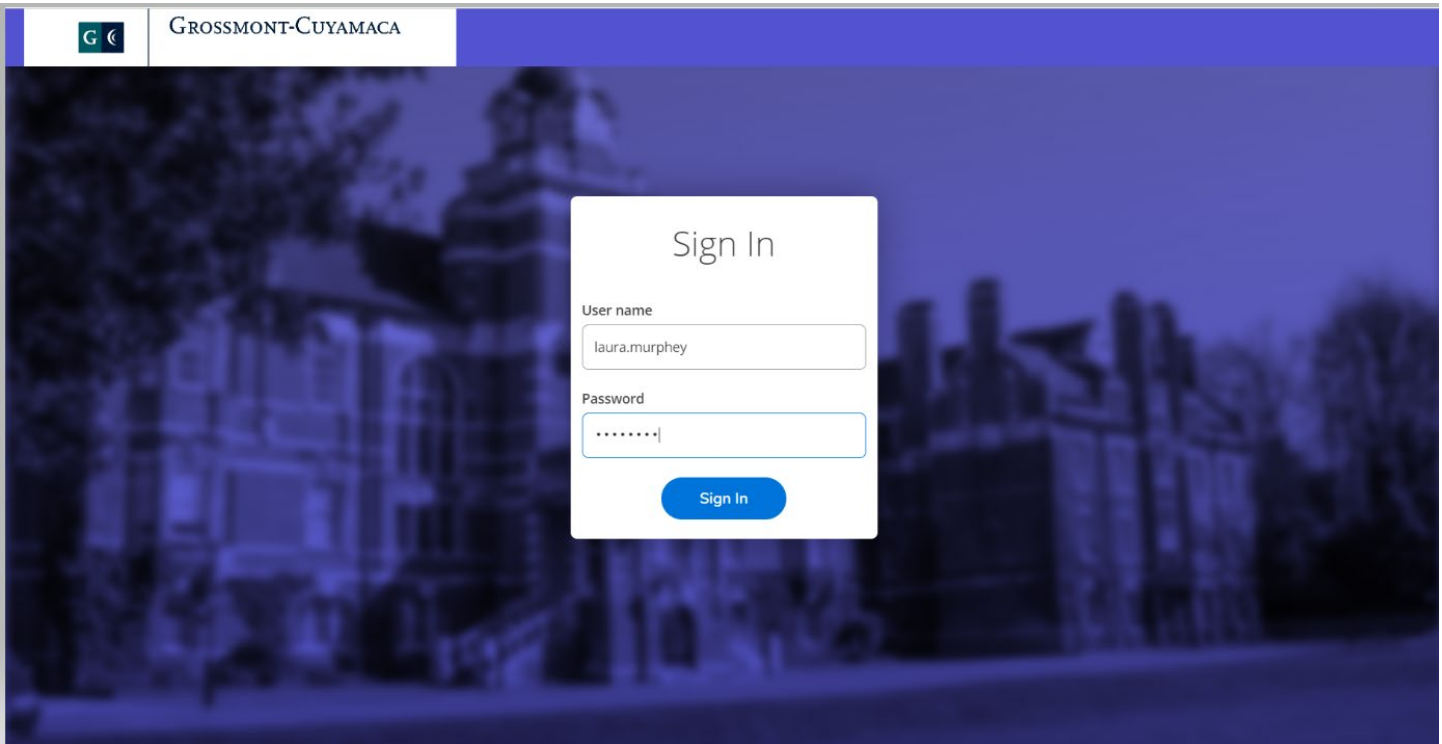 G C
GROSSMONT-CUYAMACA
Sign In
User name
laura.murphey
Password
••••••••
Sign In